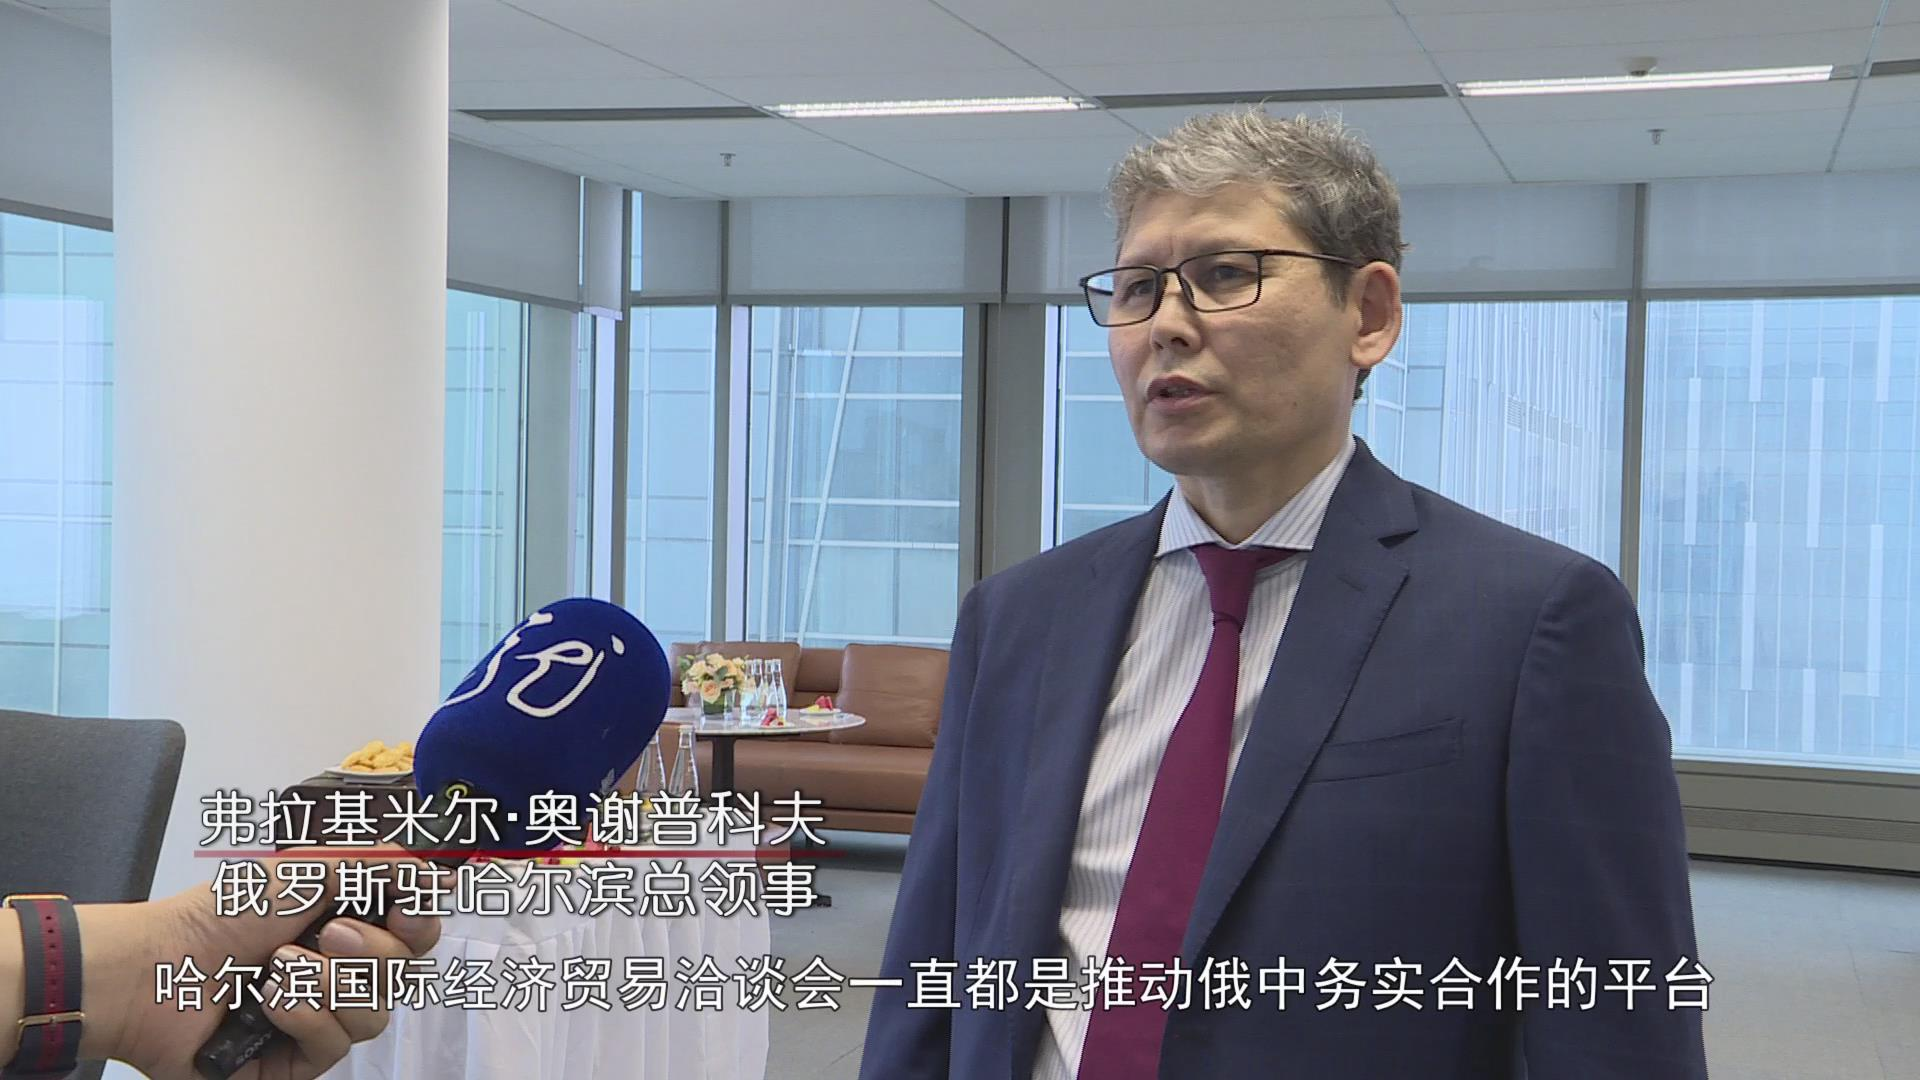 弗拉基米尔·奥谢普科夫
俄罗斯驻哈尔滨总领事
哈尔滨国际经济贸易洽谈会一直都是推动俄中务实合作的平台
SONY